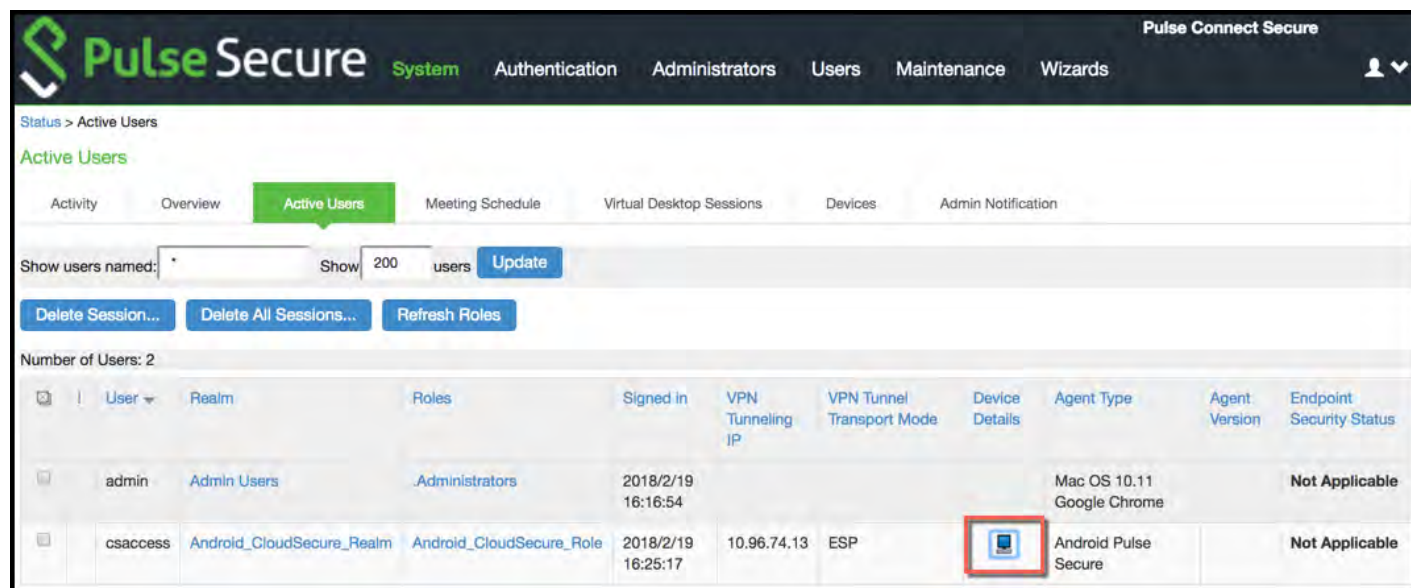 Pulse Connect Secure
Pulse Secure System Authentication Administrators Users Maintenance Wizards
Status > Active Users
Active Users
Activity Overview Active Users Meeting Schedule Virtual Desktop Sessions Devices Admin Notification
Show users named: * Show 200 users Update
Delete Session... Delete All Sessions... Refresh Roles
Number of Users: 2
User Realm Roles Signed in VPN VPN Tunnel Device Agent Type Agent Endpoint
Tunneling Transport Mode Details Version Security Status
IP
admin Admin Users .Administrators 2018/2/19 Mac OS 10.11 Not Applicable
16:16:54 Google Chrome
csaccess Android_CloudSecure_Realm Android_CloudSecure_Role 2018/2/19 10.96.74.13 ESP Android Pulse Not Applicable
16:25:17 Secure